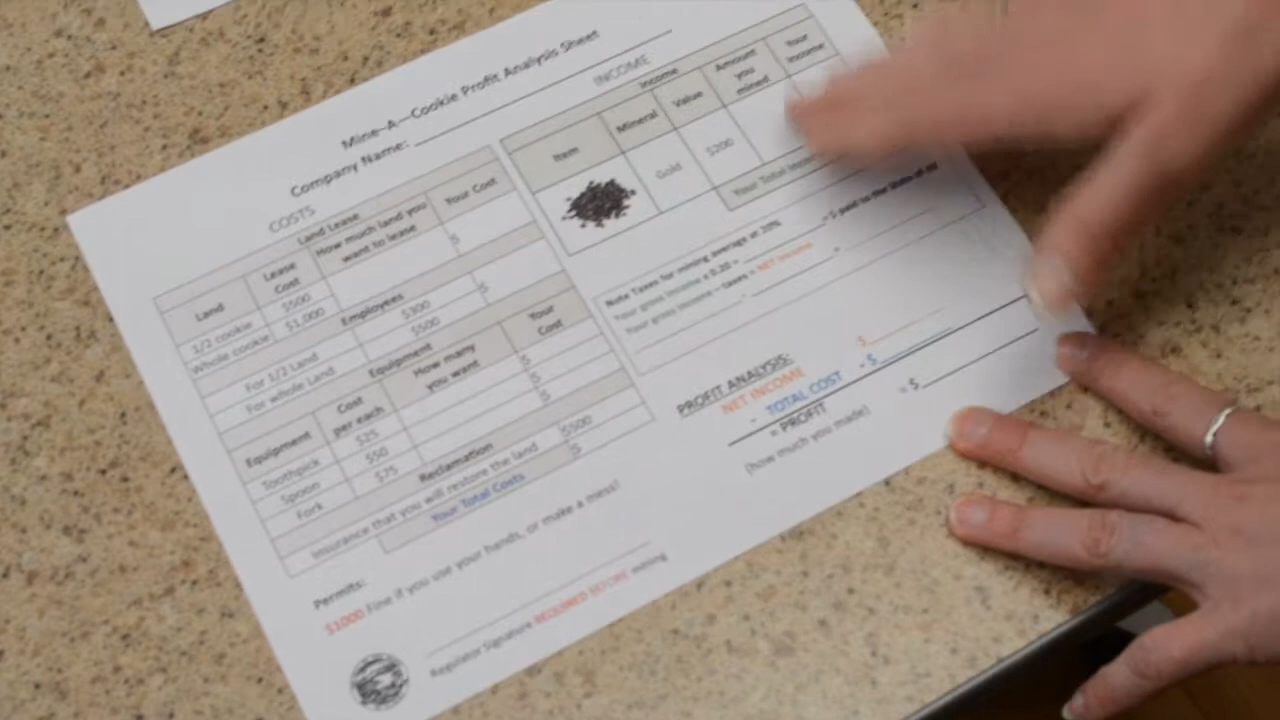 Mine-A-Cookie Profit Analysis Sheet
Company Name:
COSTS
Land Lease
Land
Lease Cost
How much land you want to lease
Your Cost
1/2 cookie
$500
$
Whole cookie
$1,000
Employees
For 1/2 Land
$300
$
For whole Land
$500
Equipment
Equipment
Cost per each
How many you want
Your Cost
Toothpick
$25
$
Spoon
$50
$
Fork
$75
$
Reclamation
Insurance that you will restore the land
$500
Your Total Costs
$
Permits:
$1000 Fine if you use your hands, or make a mess!
Regulator Signature REQUIRED BEFORE mining
INCOME
Income
Item
Mineral
Value
Amount you mined
Your Income
Gold
$200
Your Total Income
Note Taxes for mining average at 20%
Your gross income x 0.20 = = $ paid to the State of
Your gross income - taxes = NET Income
- =
PROFIT ANALYSIS:
NET INCOME $
- TOTAL COST - $
= PROFIT = $
(how much you made)